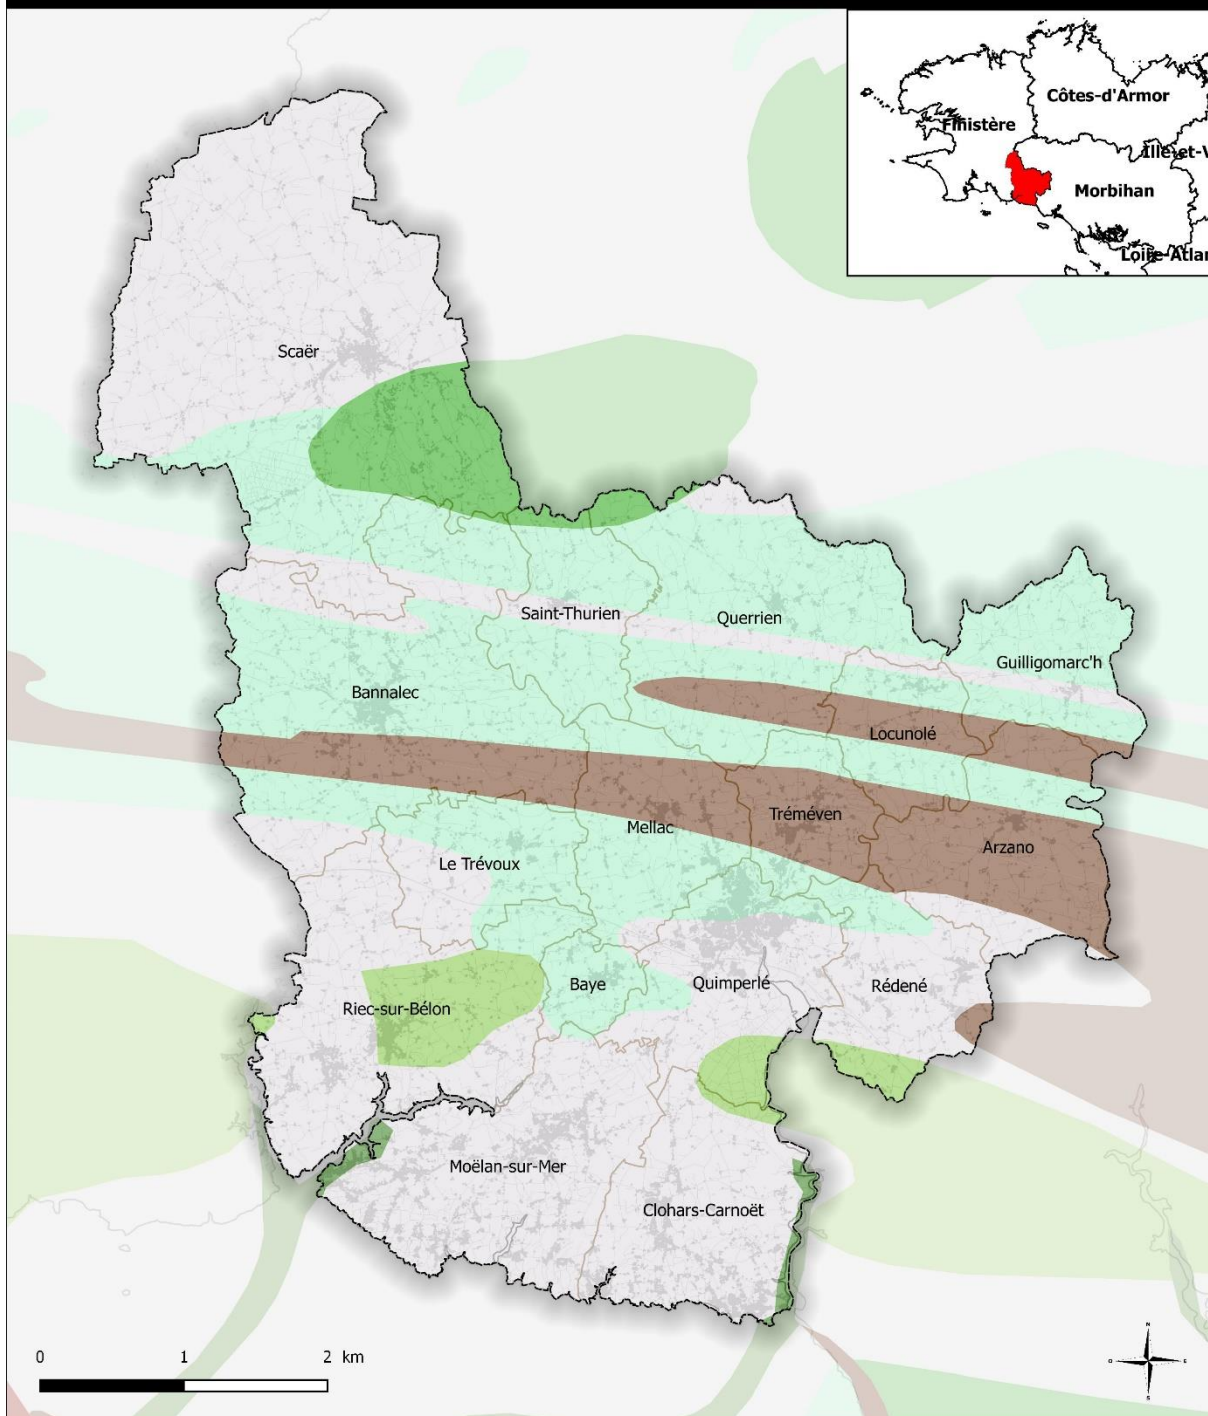 Côtes-d'Armor
Finistère
Ille-et-V
Morbihan
Loire-Atlan
Scaër
Saint-Thurien
Querrien
Guilligomarc'h
Bannalec
Locunolé
Tréméven
Mellac
Arzano
Le Trévoux
Baye
Quimperlé
Rédené
Riec-sur-Bélon
Moëlan-sur-Mer
Clohars-Carnoët
0 1 2 km
N
O E
S